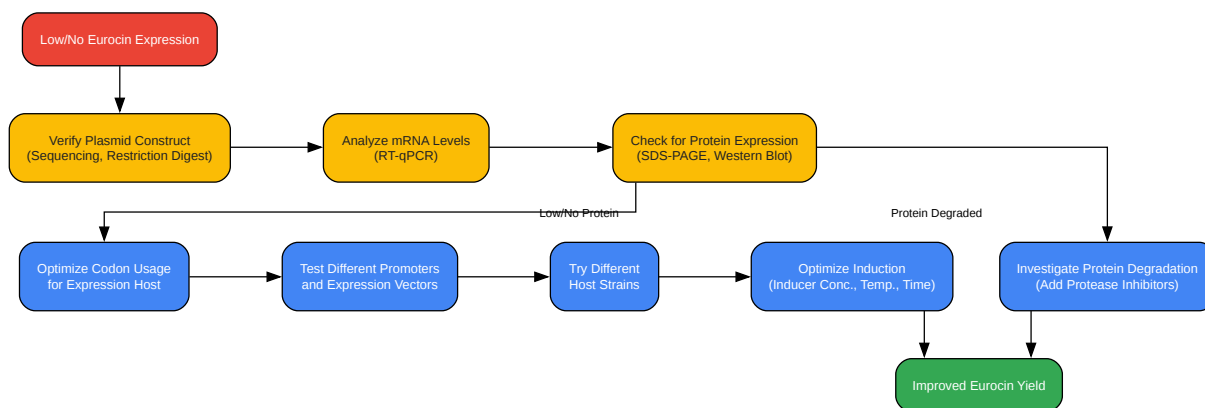 Low/No Eurocin Expression
Verify Plasmid Construct
(Sequencing, Restriction Digest)
Analyze mRNA Levels
(RT-qPCR)
Check for Protein Expression
(SDS-PAGE, Western Blot)
Low/No Protein
Protein Degraded
Optimize Codon Usage
for Expression Host
Test Different Promoters
and Expression Vectors
Try Different
Host Strains
Optimize Induction
(Inducer Conc., Temp., Time)
Investigate Protein Degradation
(Add Protease Inhibitors)
Improved Eurocin Yield